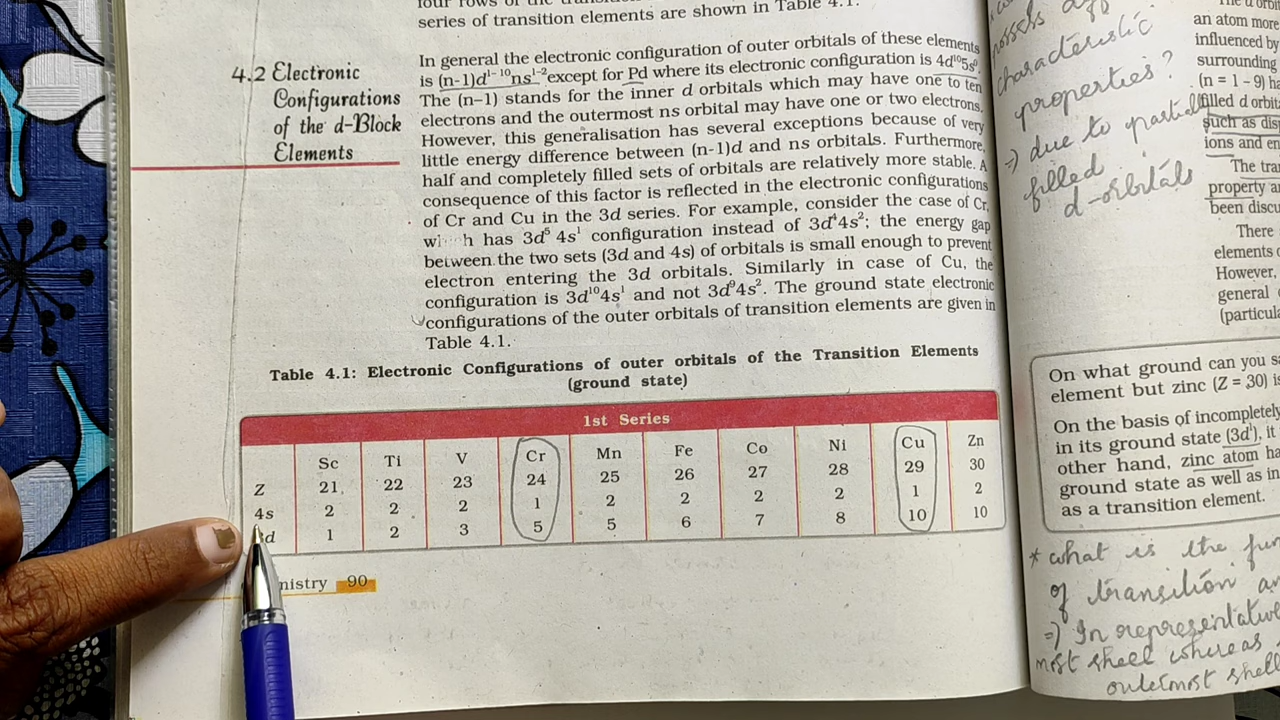 series of transition elements are shown in Table 4.1.
4.2 Electronic
Configurations
of the d-Block
Elements
In general the electronic configuration of outer orbitals of these elements
is (n-1)d¹⁻¹⁰ns¹⁻² except for Pd where its electronic configuration is 4d¹⁰5s⁰.
The (n–1) stands for the inner d orbitals which may have one to ten
electrons and the outermost ns orbital may have one or two electrons.
However, this generalisation has several exceptions because of very
little energy difference between (n-1)d and ns orbitals. Furthermore,
half and completely filled sets of orbitals are relatively more stable. A
consequence of this factor is reflected in the electronic configurations
of Cr and Cu in the 3d series. For example, consider the case of Cr,
has 3d⁵ 4s¹ configuration instead of 3d⁴4s²; the energy gap
between the two sets (3d and 4s) of orbitals is small enough to prevent
electron entering the 3d orbitals. Similarly in case of Cu, the
configuration is 3d¹⁰4s¹ and not 3d⁹4s². The ground state electronic
configurations of the outer orbitals of transition elements are given in
Table 4.1.
Table 4.1: Electronic Configurations of outer orbitals of the Transition Elements
(ground state)
1st Series
Sc Ti V Cr Mn Fe Co Ni Cu Zn
Z 21 22 23 24 25 26 27 28 29 30
4s 2 2 2 1 2 2 2 2 1 2
1 2 3 5 5 6 7 8 10 10
90
characteristic
properties?
=) due to
filled
d-orbitals
an atom more
influenced by
surrounding
(n = 1 – 9)
filled d
such as
ions and
The
property
been
There
elements
However,
general
On what ground can you
element but zinc (Z = 30)
On the basis of incompletely
in its ground state (3d¹), it
other hand, zinc atom
ground state as well as in
as a transition element.
* what is the
of transition
=) In representative
most shell whereas
outermost shell